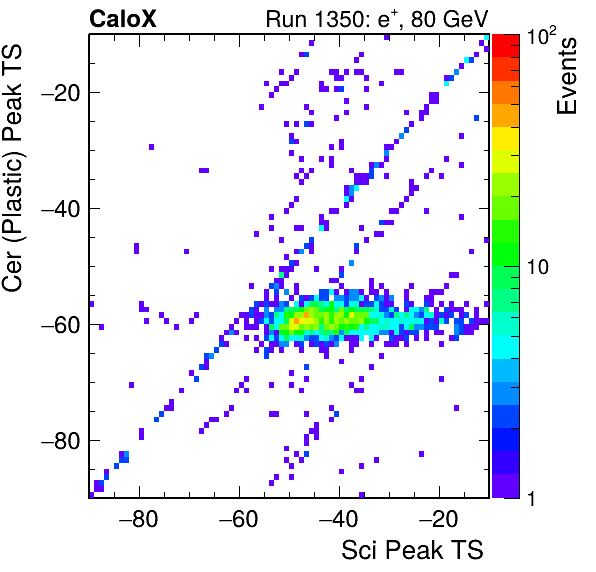 CaloX Run 1350: e⁺, 80 GeV
Cer (Plastic) Peak TS
−20
−40
−60
−80
−80 −60 −40 −20
Sci Peak TS
10²
10
1
Events